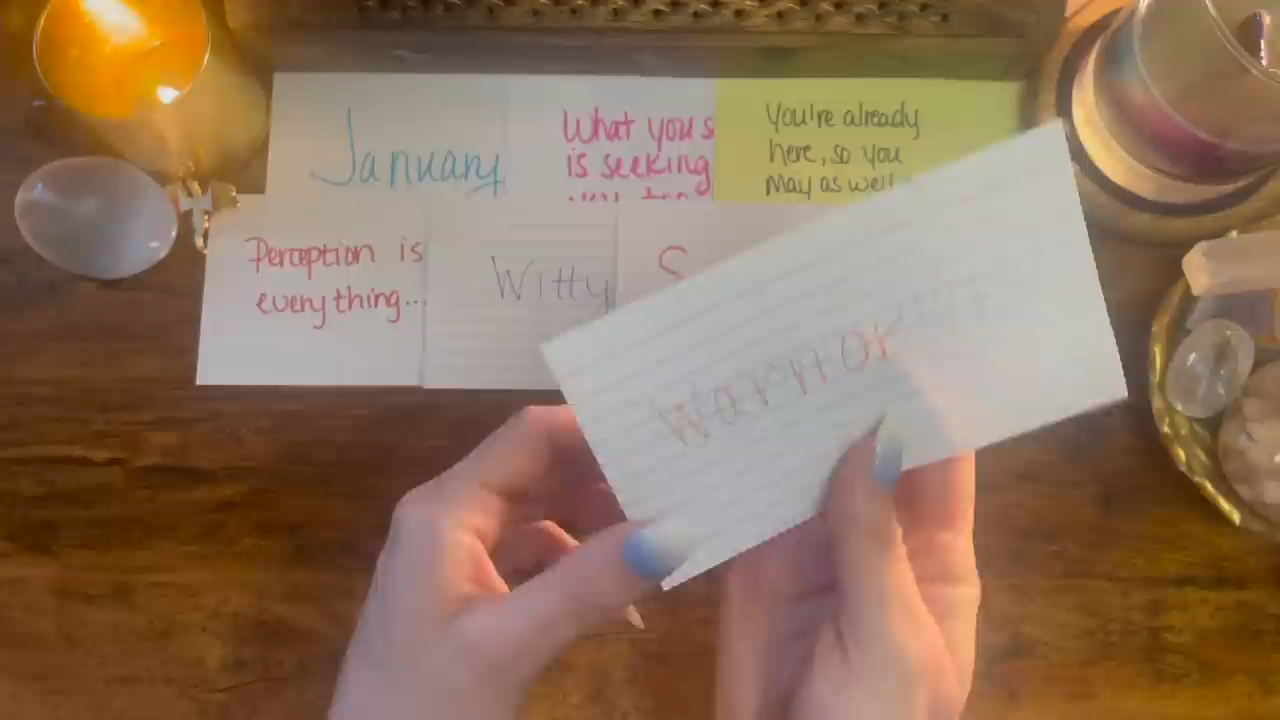 January
What you s
is seeking
You're already
here, so you
May as well
Perception is
everything...
Witty
S
Warrior